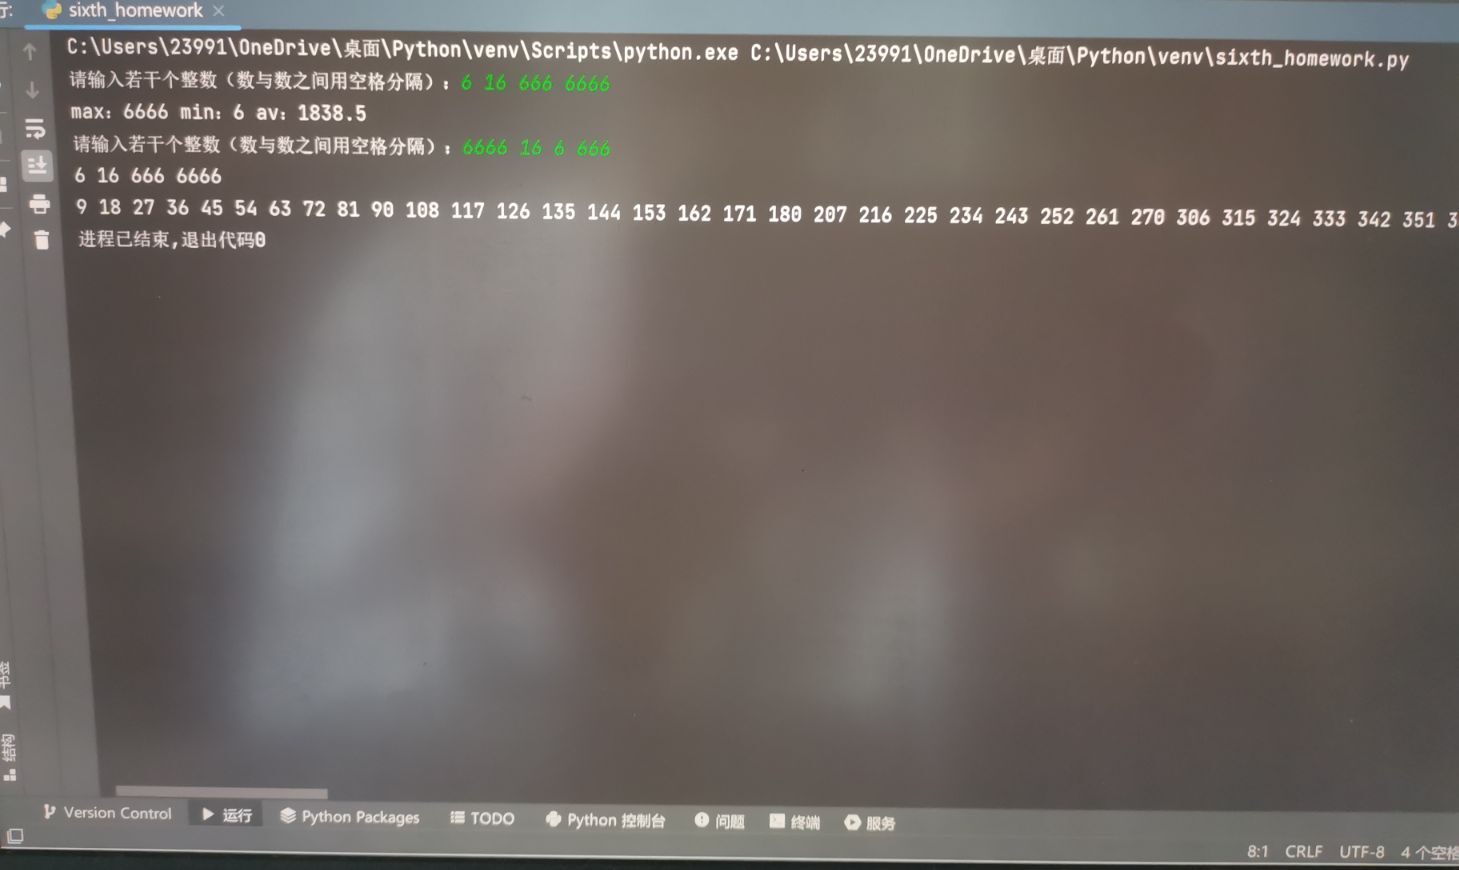 sixth_homework
C:\Users\23991\OneDrive\桌面\Python\venv\Scripts\python.exe C:\Users\23991\OneDrive\桌面\Python\venv\sixth_homework.py
请输入若干个整数（数与数之间用空格分隔）：6 16 666 6666
max: 6666 min: 6 av: 1838.5
请输入若干个整数（数与数之间用空格分隔）：6666 16 6 666
6 16 666 6666
9 18 27 36 45 54 63 72 81 90 108 117 126 135 144 153 162 171 180 207 216 225 234 243 252 261 270 306 315 324 333 342 351
进程已结束,退出代码0
书签
结构
Version Control 运行 Python Packages TODO Python 控制台 问题 终端 服务
8:1 CRLF UTF-8 4 个空格